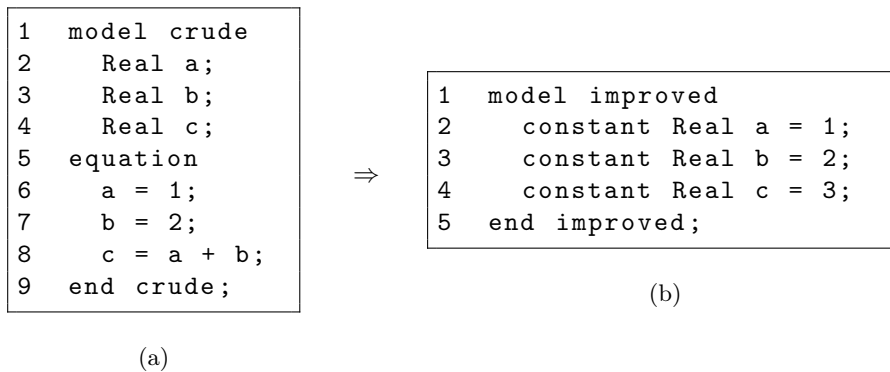 1 model crude
2 Real a;
3 Real b;
4 Real c;
5 equation
6 a = 1;
7 b = 2;
8 c = a + b;
9 end crude;
(a)
⇒
1 model improved
2 constant Real a = 1;
3 constant Real b = 2;
4 constant Real c = 3;
5 end improved;
(b)